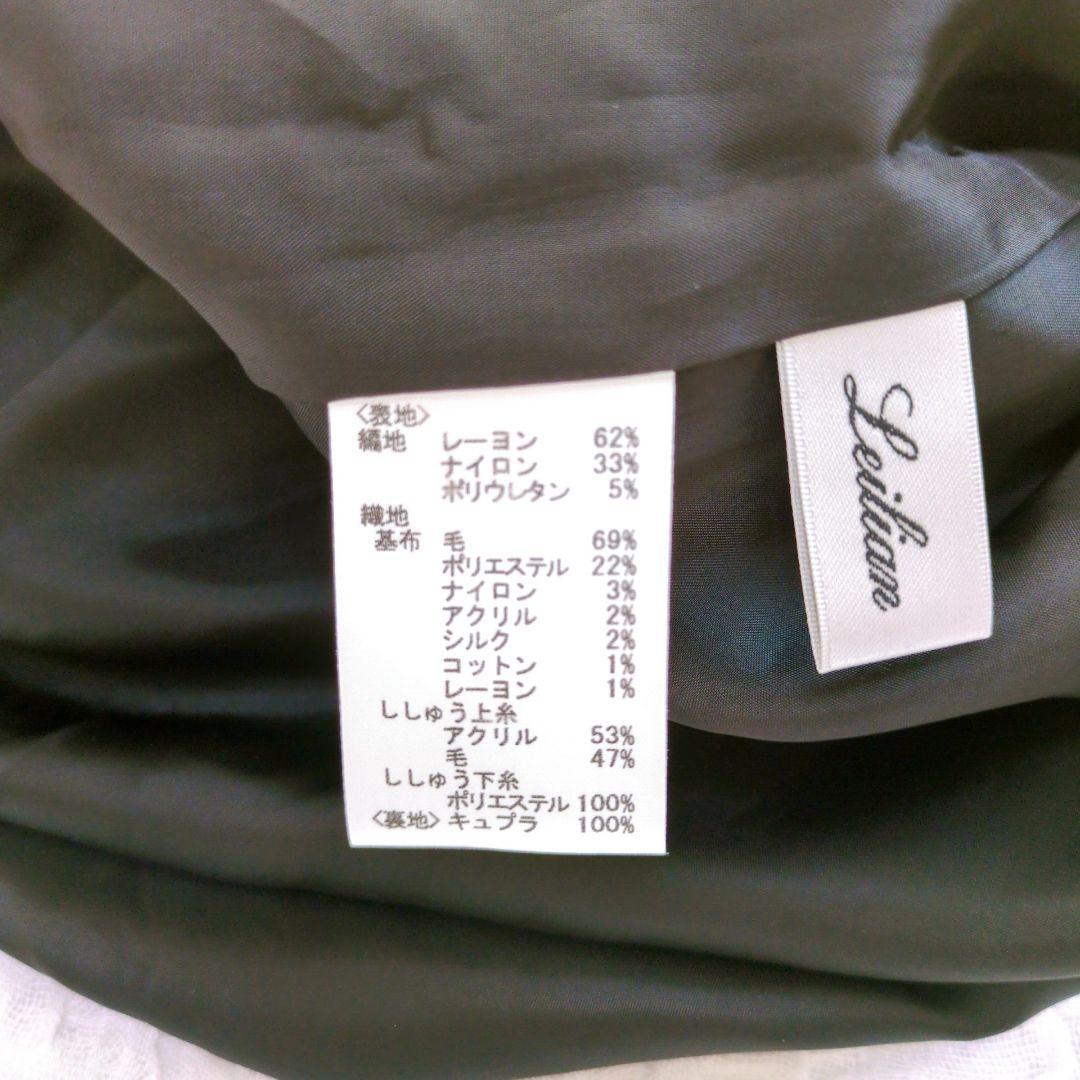 〈表地〉
編地 レーヨン 62%
ナイロン 33%
ポリウレタン 5%
織地
基布 毛 69%
ポリエステル 22%
ナイロン 3%
アクリル 2%
シルク 2%
コットン 1%
レーヨン 1%
ししゅう上糸
アクリル 53%
毛 47%
ししゅう下糸
ポリエステル 100%
〈裏地〉 キュプラ 100%
Leilian